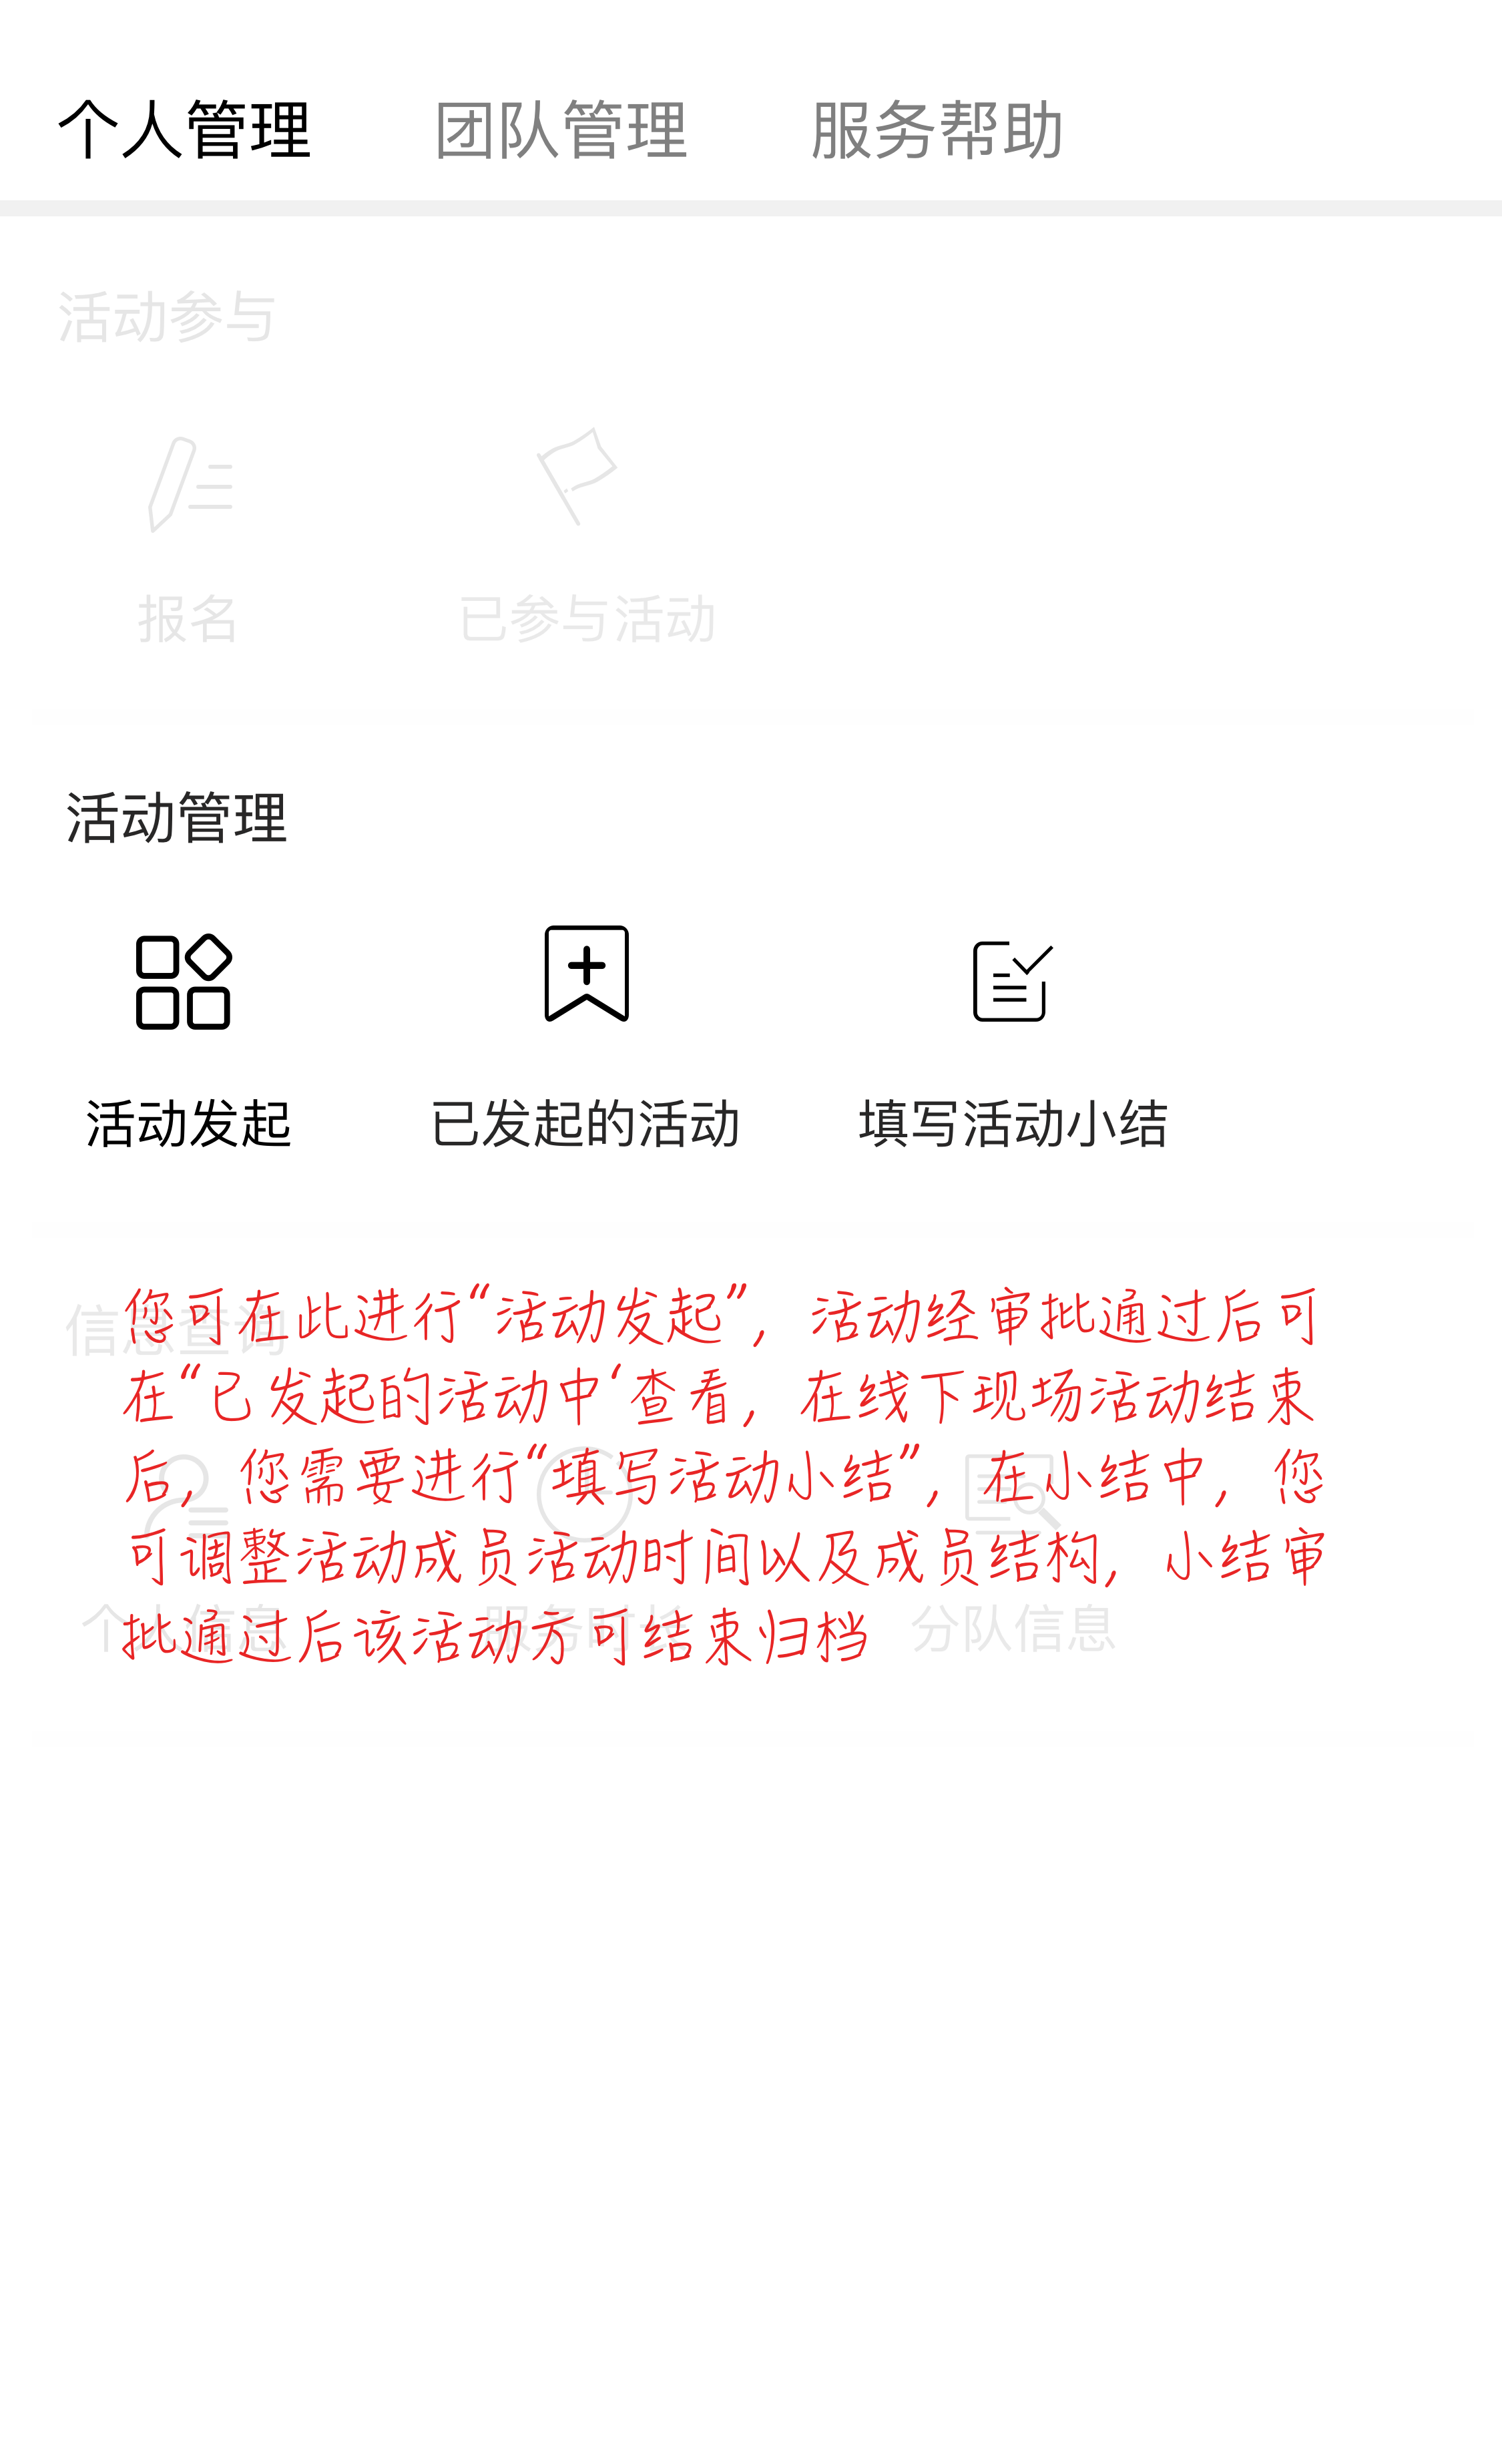 个人管理 团队管理 服务帮助
活动参与
报名 已参与活动
活动管理
活动发起 已发起的活动 填写活动小结
信息查询
您可在此进行“活动发起”，活动经审批通过后可
在“已发起的活动中‘查看，在线下现场活动结束
后，您需要进行“填写活动小结”，在小结中，您
可调整活动成员活动时间以及成员结构，小结审
批通过后该活动方可结束归档
个人信息 服务时长 分队信息